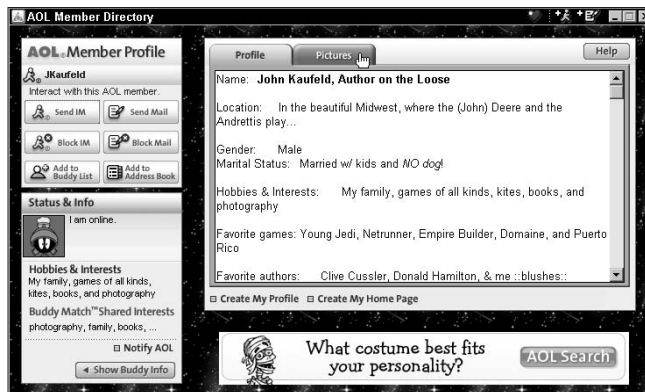 AOL Member Directory
AOL Member Profile
JKaufeld
Interact with this AOL member.
Send IM
Send Mail
Block IM
Block Mail
Add to
Buddy List
Add to
Address Book
Status & Info
I am online.
Hobbies & Interests
My family, games of all kinds,
kites, books, and photography
Buddy Match™Shared Interests
photography, family, books, ...
Notify AOL
Show Buddy Info
Profile
Pictures
Help
Name: John Kaufeld, Author on the Loose
Location: In the beautiful Midwest, where the (John) Deere and the
Andrettis play...
Gender: Male
Marital Status: Married w/ kids and NO dog!
Hobbies & Interests: My family, games of all kinds, kites, books, and
photography
Favorite games: Young Jedi, Netrunner, Empire Builder, Domaine, and Puerto
Rico
Favorite authors: Clive Cussler, Donald Hamilton, & me ::blushes::
Create My Profile
Create My Home Page
What costume best fits
your personality?
AOL Search